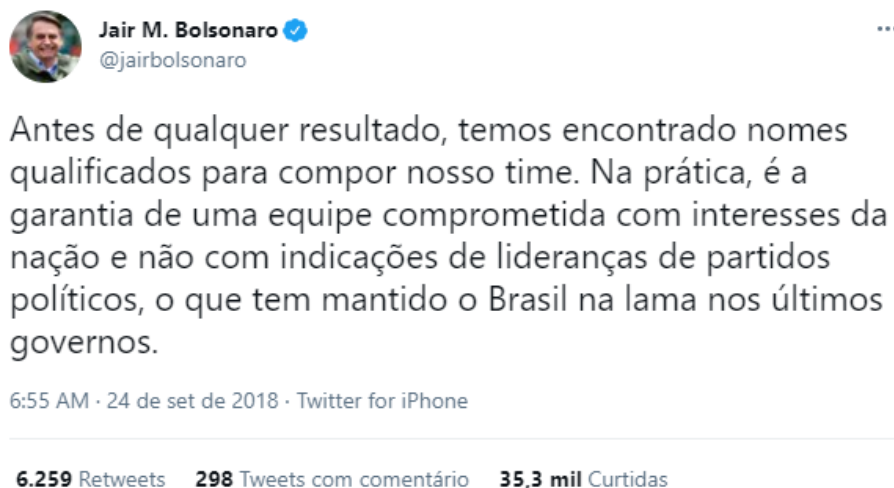 Jair M. Bolsonaro
@jairbolsonaro
Antes de qualquer resultado, temos encontrado nomes
qualificados para compor nosso time. Na prática, é a
garantia de uma equipe comprometida com interesses da
nação e não com indicações de lideranças de partidos
políticos, o que tem mantido o Brasil na lama nos últimos
governos.
6:55 AM · 24 de set de 2018 · Twitter for iPhone
6.259 Retweets 298 Tweets com comentário 35,3 mil Curtidas